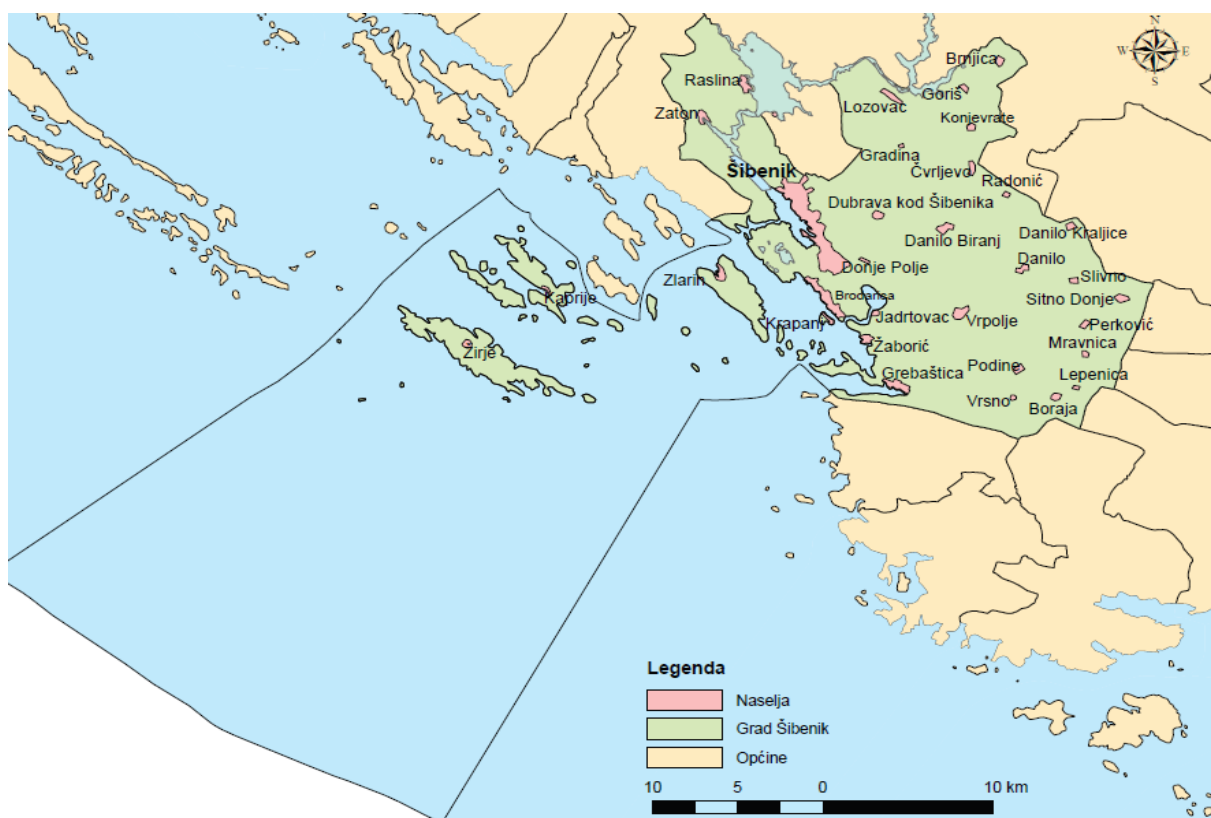 N
W E
S
Brnjica
Raslina
Goriš
Lozovac
Zaton
Konjevrate
Gradina
Čvrljevo
Šibenik
Radonić
Dubrava kod Šibenika
Danilo Biranj
Danilo Kraljice
Danilo
Donje Polje
Slivno
Zlarin
Kaprije
Brodarica
Sitno Donje
Krapanj
Jadrtovac
Vrpolje
Perković
Žaborić
Mravnica
Žirje
Grebaštica
Podine
Lepenica
Vrsno
Boraja
Legenda
Naselja
Grad Šibenik
Općine
10 5 0 10 km